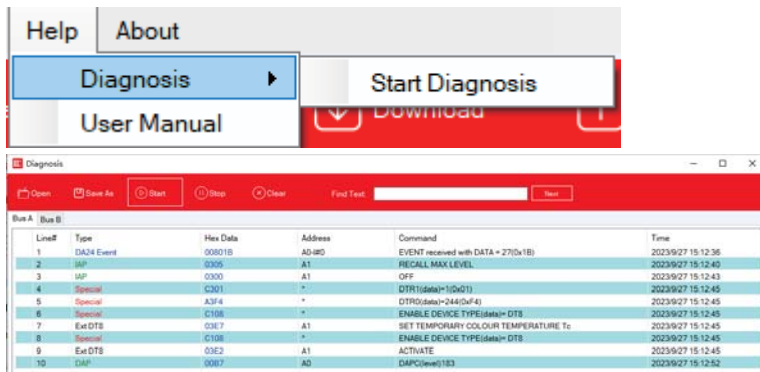 Help About
Diagnosis Start Diagnosis
Download
User Manual
Diagnosis
Open Save As Start Stop Clear Find Text: Next
Bus A Bus B
Line# Type Hex Data Address Command Time
1 DA24 Event 00801B A0-I#0 EVENT received with DATA = 27(0x1B) 2023/9/27 15:12:36
2 IAP 0305 A1 RECALL MAX LEVEL 2023/9/27 15:12:40
3 IAP 0300 A1 OFF 2023/9/27 15:12:43
4 Special C301 * DTR1(data)=1(0x01) 2023/9/27 15:12:45
5 Special A3F4 * DTR0(data)=244(0xF4) 2023/9/27 15:12:45
6 Special C108 * ENABLE DEVICE TYPE(data)= DT8 2023/9/27 15:12:45
7 Ext DT8 03E7 A1 SET TEMPORARY COLOUR TEMPERATURE Tc 2023/9/27 15:12:45
8 Special C108 * ENABLE DEVICE TYPE(data)= DT8 2023/9/27 15:12:45
9 Ext DT8 03E2 A1 ACTIVATE 2023/9/27 15:12:45
10 DAP 00B7 A0 DAPC(level)183 2023/9/27 15:12:52